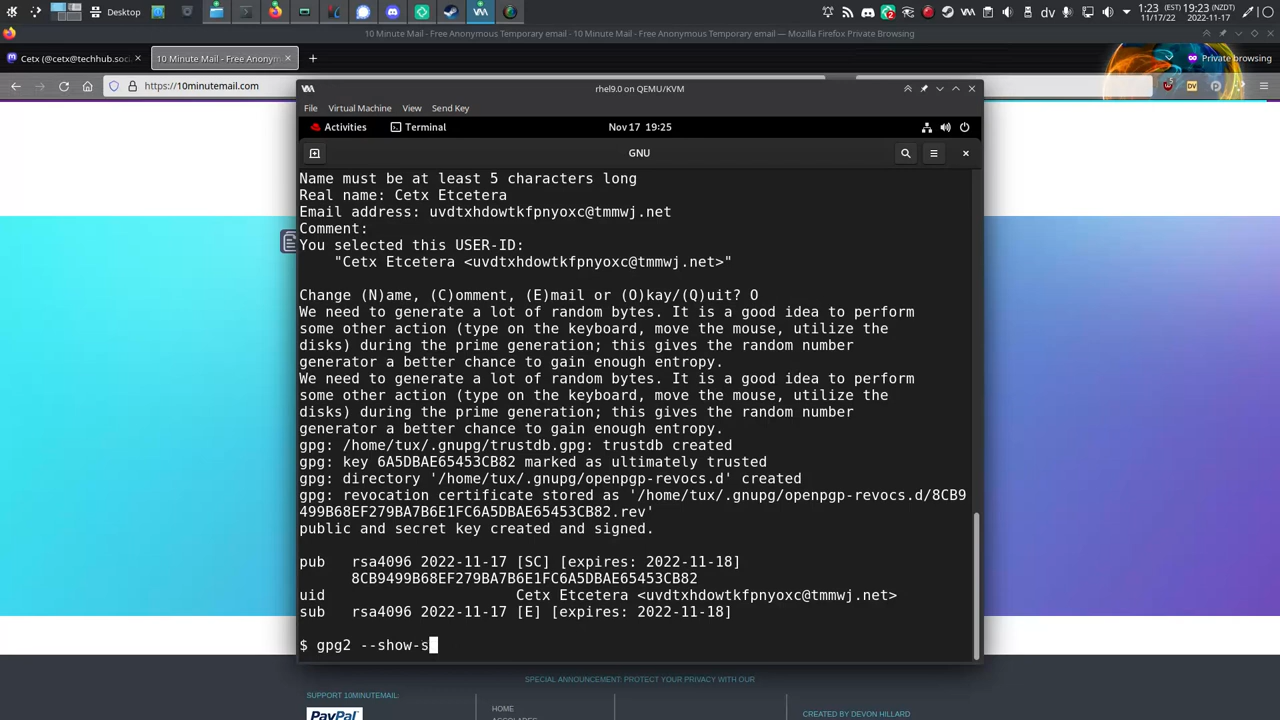 Desktop
dv
1:23 (EST) 19:23 (NZDT)
11/17/22 2022-11-17
10 Minute Mail - Free Anonymous Temporary email - 10 Minute Mail - Free Anonymous Temporary email — Mozilla Firefox Private Browsing
Cetx (@cetx@techhub.soc
10 Minute Mail - Free Anonym
Private browsing
https://10minutemail.com
rhel9.0 on QEMU/KVM
File Virtual Machine View Send Key
Activities Terminal Nov 17 19:25
GNU
Name must be at least 5 characters long
Real name: Cetx Etcetera
Email address: uvdtxhdowtkfpnyoxc@tmmwj.net
Comment:
You selected this USER-ID:
"Cetx Etcetera <uvdtxhdowtkfpnyoxc@tmmwj.net>"
Change (N)ame, (C)omment, (E)mail or (O)kay/(Q)uit? O
We need to generate a lot of random bytes. It is a good idea to perform
some other action (type on the keyboard, move the mouse, utilize the
disks) during the prime generation; this gives the random number
generator a better chance to gain enough entropy.
We need to generate a lot of random bytes. It is a good idea to perform
some other action (type on the keyboard, move the mouse, utilize the
disks) during the prime generation; this gives the random number
generator a better chance to gain enough entropy.
gpg: /home/tux/.gnupg/trustdb.gpg: trustdb created
gpg: key 6A5DBAE65453CB82 marked as ultimately trusted
gpg: directory '/home/tux/.gnupg/openpgp-revocs.d' created
gpg: revocation certificate stored as '/home/tux/.gnupg/openpgp-revocs.d/8CB9
499B68EF279BA7B6E1FC6A5DBAE65453CB82.rev'
public and secret key created and signed.
pub rsa4096 2022-11-17 [SC] [expires: 2022-11-18]
8CB9499B68EF279BA7B6E1FC6A5DBAE65453CB82
uid Cetx Etcetera <uvdtxhdowtkfpnyoxc@tmmwj.net>
sub rsa4096 2022-11-17 [E] [expires: 2022-11-18]
$ gpg2 --show-s
SPECIAL ANNOUNCEMENT: PROTECT YOUR PRIVACY WITH OUR
SUPPORT 10MINUTEMAIL:
HOME
PayPal
CREATED BY DEVON HILLARD